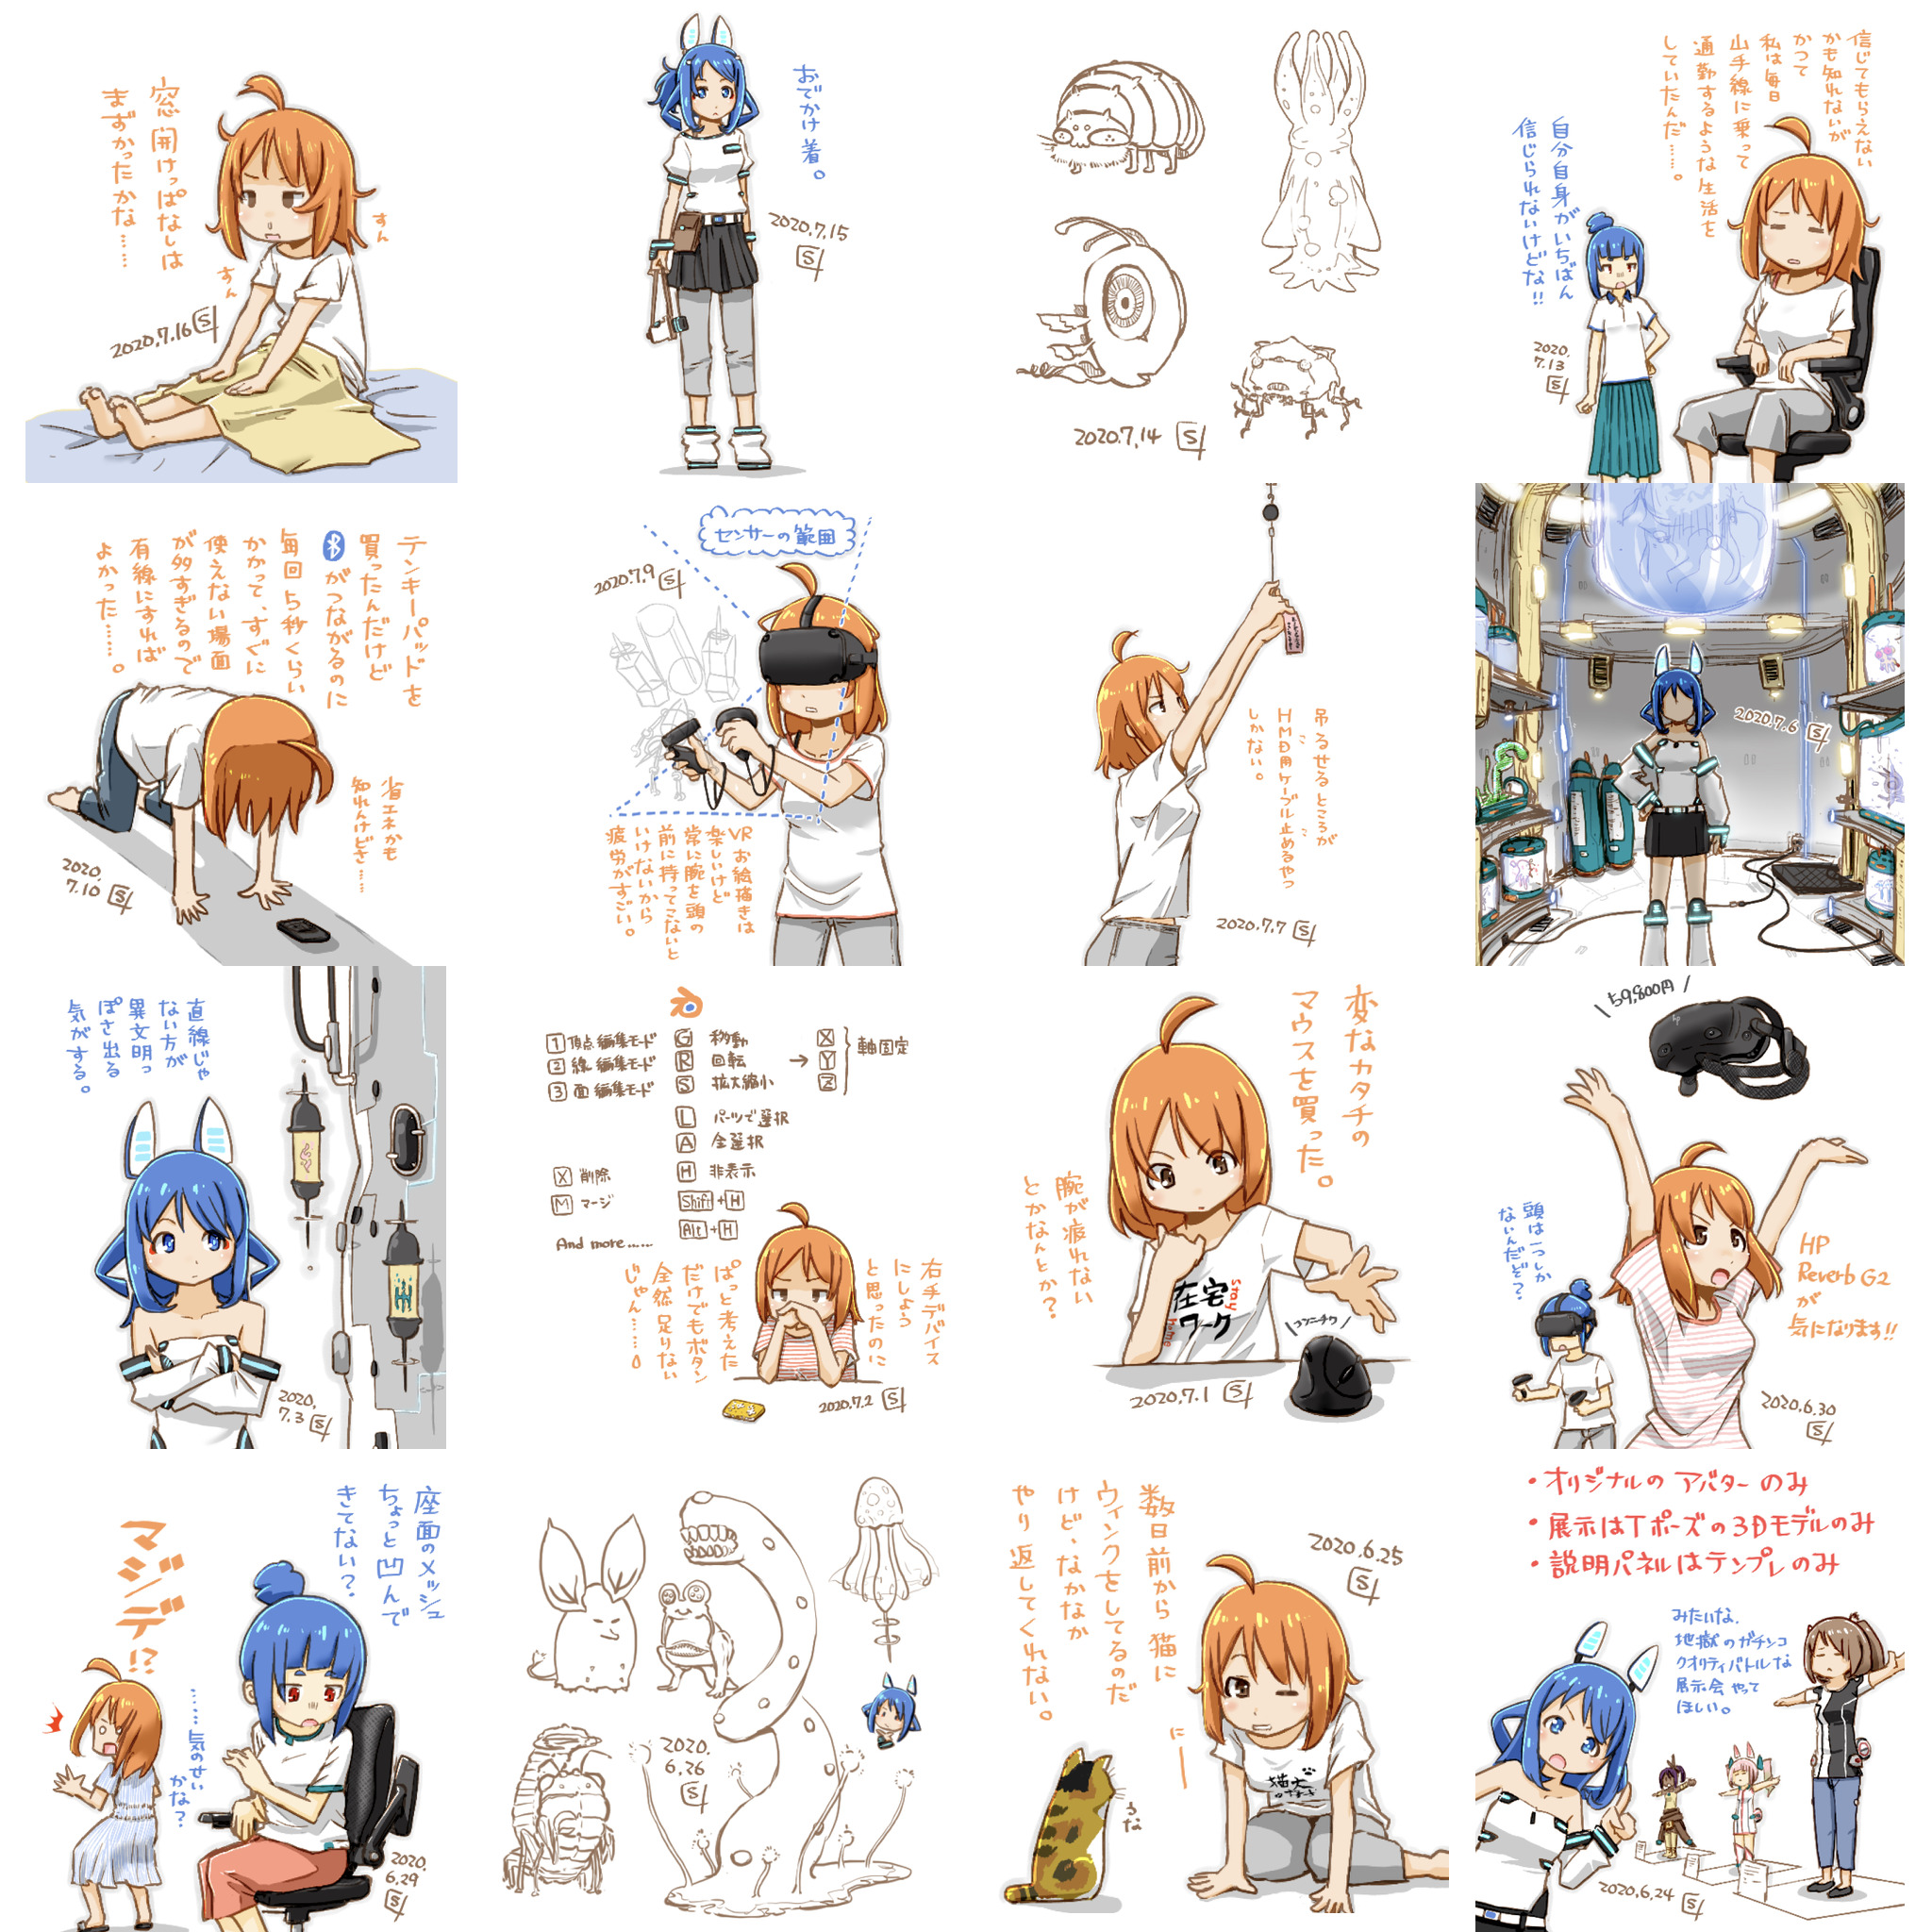 窓開けっぱなしは
まずかったかな……
すん
すん
2020.7.16
おでかけ着。
2020.7.15
2020.7.14
信じてもらえない
かも知れないが
かつて
私は毎日
山手線に乗って
通勤するような生活を
していたんだ……。
自分自身がいちばん
信じられないけどな!!
2020.
7.13
テンキーパッドを
買ったんだけど
がつながるのに
毎回5秒くらい
かかって、すぐに
使えない場面
が多すぎるので
有線にすれば
よかった……。
省エネかも
知れんけどさ……
2020.
7.10
センサーの範囲
2020.7.9
VRお絵描きは
楽しいけど
常に腕を頭の
前に持ってこないと
いけないから
疲労がすごい。
吊るせるところが
HMD用ケーブル止めるやつ
しかない。
2020.7.7
2020.7.6
直線じゃ
ない方が
異文明っ
ぽさ出る
気がする。
2020.
7.3
1 頂点編集モード
2 線編集モード
3 面編集モード
G 移動
R 回転
S 拡大縮小
→
X
Y
Z
軸固定
L パーツで選択
A 全選択
H 非表示
Shift+H
Alt+H
X 削除
M マージ
And more……
右手デバイス
にしよう
と思ったのに
ぱっと考えた
だけでもボタン
全然足りない
じゃん……。
2020.7.2
変なカタチの
マウスを買った。
腕が疲れない
とかなんとか?
在宅
ワーク
stay
home
コンニチワ
2020.7.1
59,800円
HP
Reverb G2
が
気になります!!
頭は一つしか
ないんだぞ?
2020.6.30
座面のメッシュ
ちょっと凹んで
きてない?
マジデ!?
……気のせい
かな?
2020.
6.29
2020.
6.26
数日前から猫に
ウィンクをしてるのだ
けど、なかなか
やり返してくれない。
にー
うな
2020.6.25
・オリジナルのアバターのみ
・展示はTポーズの3Dモデルのみ
・説明パネルはテンプレのみ
みたいな、
地獄のガチンコ
クオリティバトルな
展示会やって
ほしい。
2020.6.24